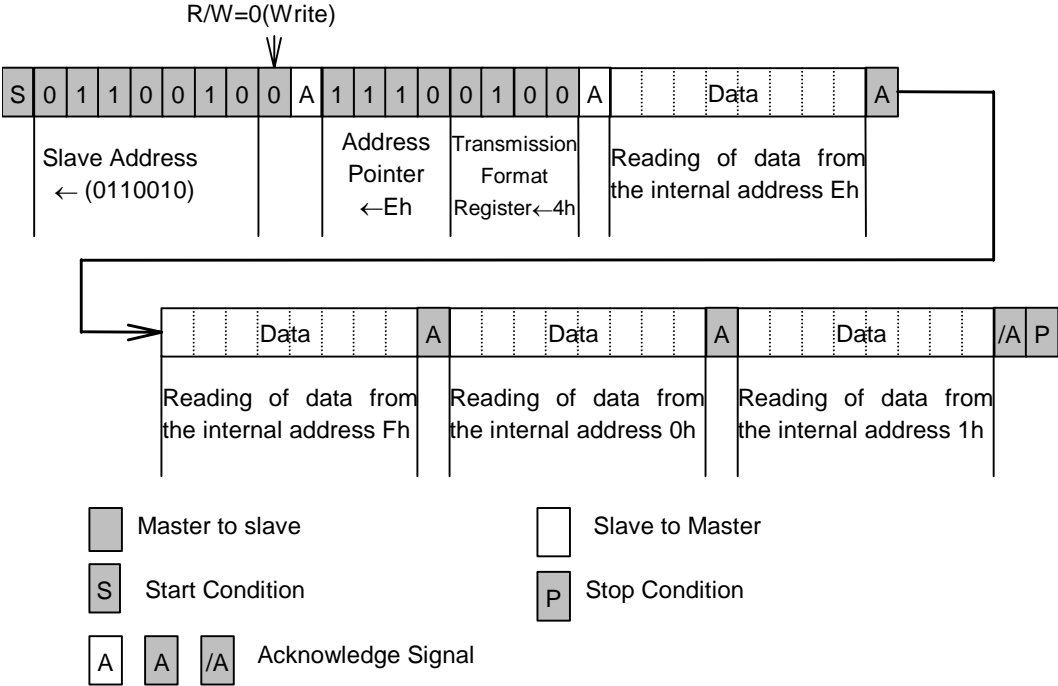 R/W=0(Write)
S 0 1 1 0 0 1 0 0 A 1 1 1 0 0 1 0 0 A Data A
Slave Address
← (0110010)
Address
Pointer
←Eh
Transmission
Format
Register←4h
Reading of data from
the internal address Eh
Data A Data A Data /A P
Reading of data from
the internal address Fh
Reading of data from
the internal address 0h
Reading of data from
the internal address 1h
Master to slave
Slave to Master
S Start Condition
P Stop Condition
A A /A Acknowledge Signal